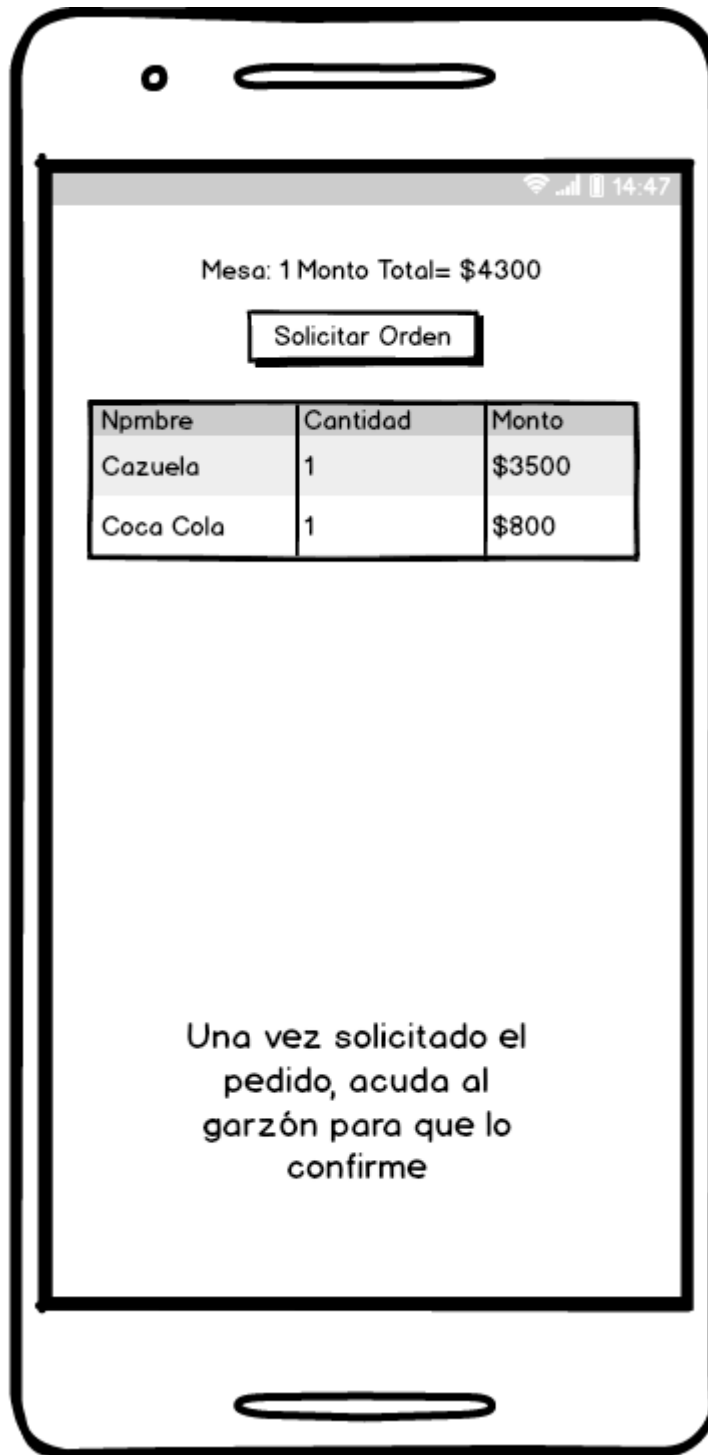 14:47
Mesa: 1 Monto Total= $4300
Solicitar Orden
Npmbre Cantidad Monto
Cazuela 1 $3500
Coca Cola 1 $800
Una vez solicitado el
pedido, acuda al
garzón para que lo
confirme